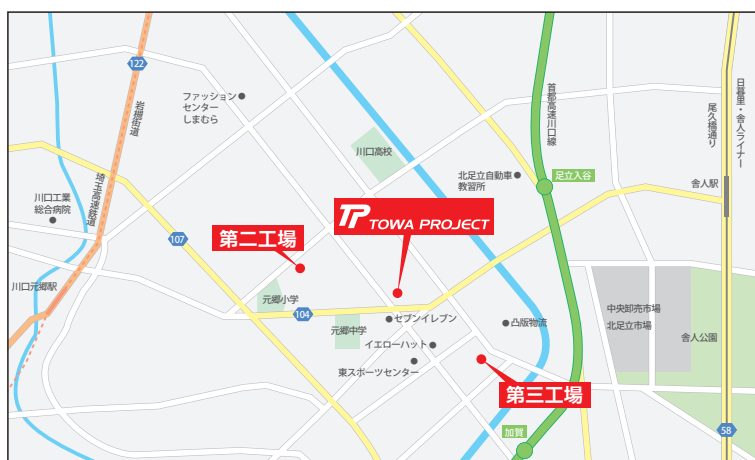 122
岩槻街道
ファッション
センター
しまむら
首都高速川口線
日暮里・舎人ライナー
尾久橋通り
川口高校
北足立自動車
教習所
足立入谷
舎人駅
埼玉高速鉄道
川口工業
総合病院
TP TOWA PROJECT
第二工場
107
川口元郷駅
元郷小学
104
セブンイレブン
元郷中学
イエローハット
凸版物流
東スポーツセンター
中央卸売市場
北足立市場
舎人公園
第三工場
加賀
58